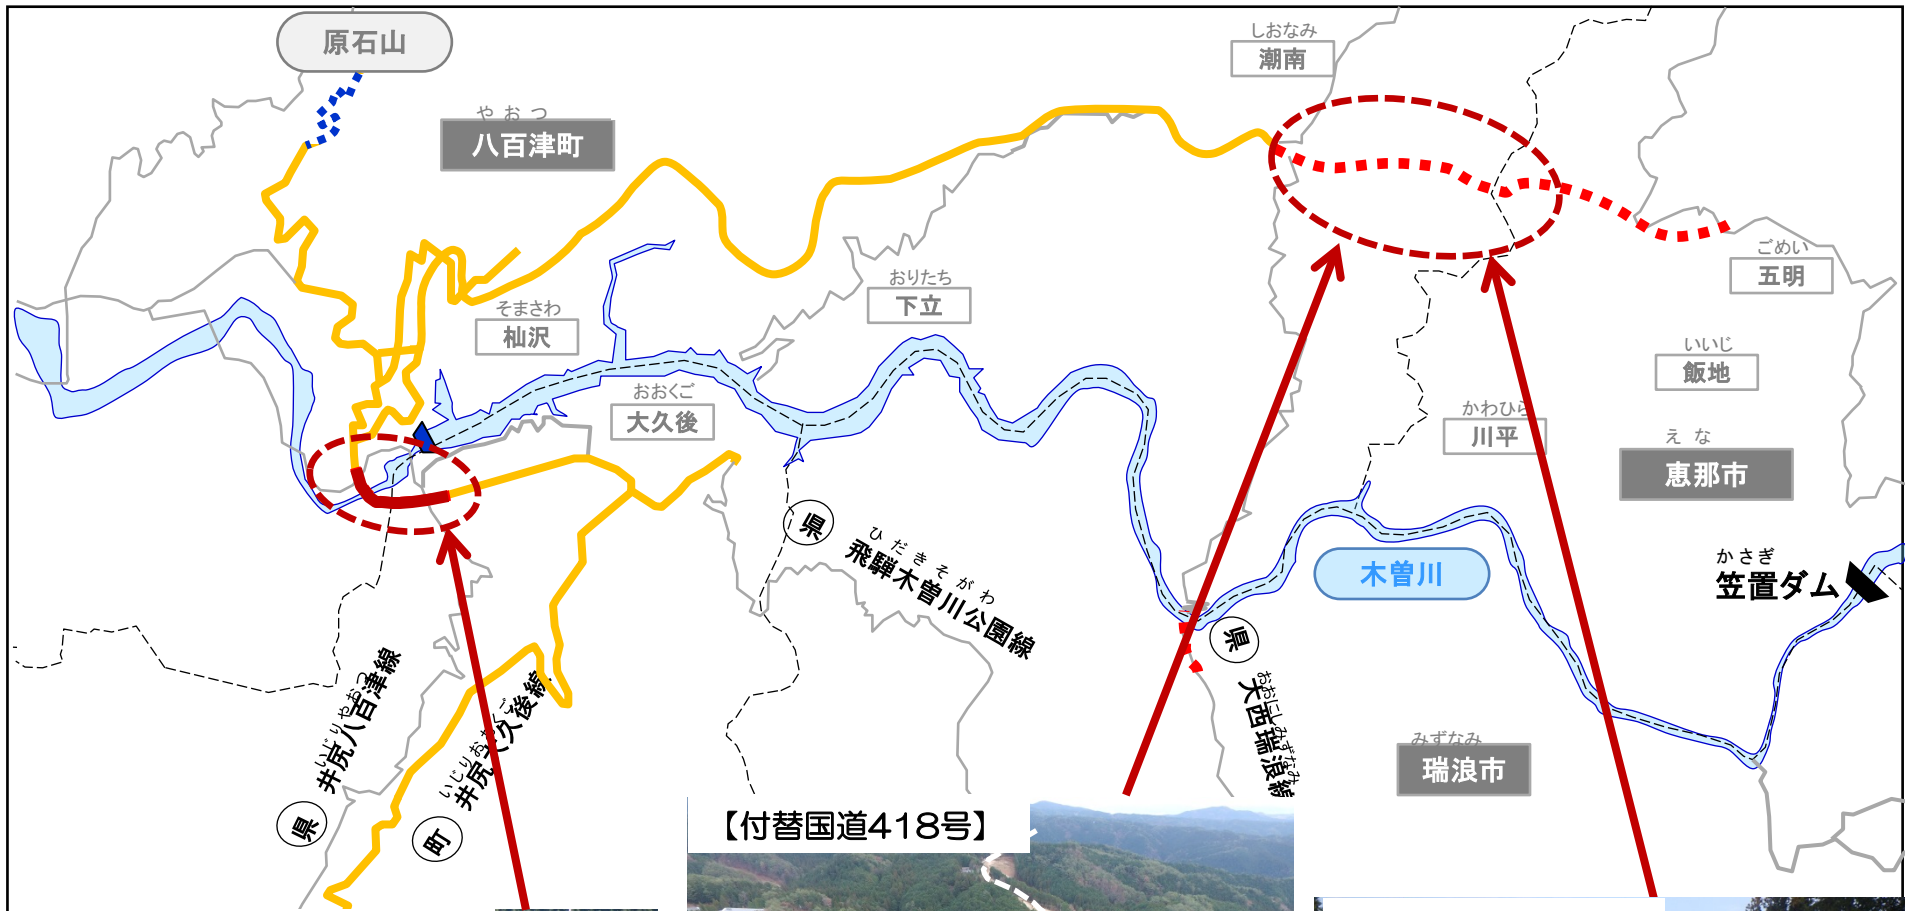 原石山
しおなみ
潮南
やおつ
八百津町
ごめい
五明
おりたち
下立
そまさわ
杣沢
いいじ
飯地
おおくご
大久後
かわひら
川平
えな
恵那市
県
ひだきそがわ
飛騨木曽川公園線
木曽川
かさぎ
笠置ダム
県
おおにしみずなみ
大西瑞浪線
いじりやおつ
井尻八百津線
県
いじりおおくご
井尻大久後線
町
みずなみ
瑞浪市
【付替国道418号】